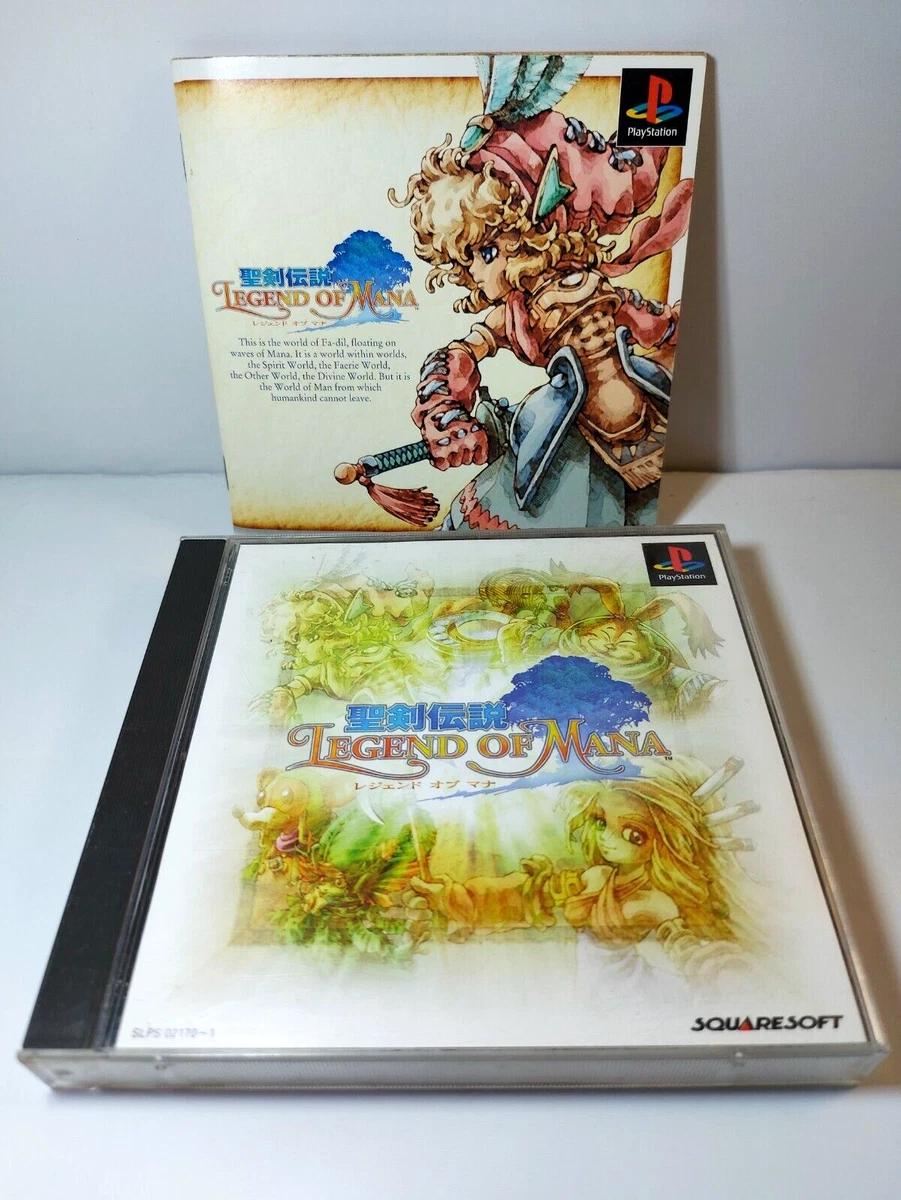 PlayStation
聖剣伝説
LEGEND OF MANA
レジェンド オブ マナ
This is the world of Fa-dil, floating on
waves of Mana. It is a world within worlds,
the Spirit World, the Faerie World,
the Other World, the Divine World. But it is
the World of Man from which
humankind cannot leave.
PlayStation
聖剣伝説
LEGEND OF MANA™
レジェンド オブ マナ
SLPS 02170~1
SQUARESOFT